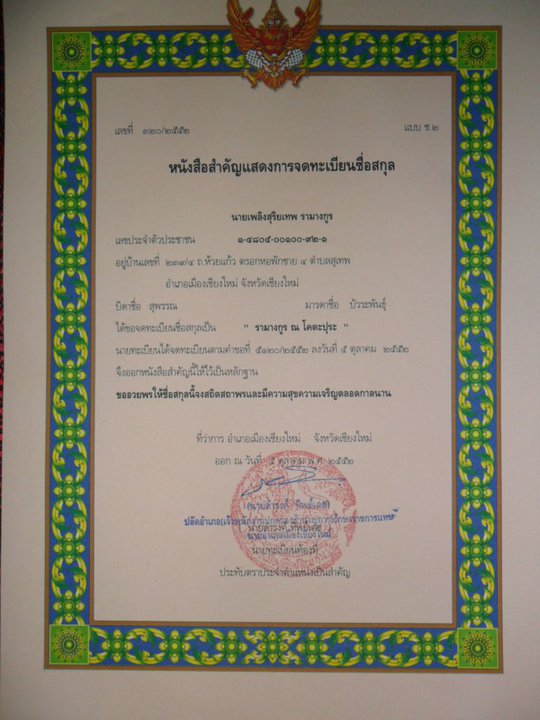 เลขที่ ๓๒๐/๒๕๕๒ แบบ ช.๒
หนังสือสำคัญแสดงการจดทะเบียนชื่อสกุล
นายเพลิงสุริยเทพ รามางกูร
เลขประจำตัวประชาชน ๑-๔๘๐๕-๐๐๑๐๐-๙๒-๑
อยู่บ้านเลขที่ ๒๓๙/๔ ถ.ห้วยแก้ว ตรอกหอพักชาย ๔ ตำบลสุเทพ
อำเภอเมืองเชียงใหม่ จังหวัดเชียงใหม่
บิดาชื่อ สุพรรณ มารดาชื่อ บัวระพันธุ์
ได้ขอจดทะเบียนชื่อสกุลเป็น " รามางกูร ณ โคตะปุระ "
นายทะเบียนได้จดทะเบียนตามคำขอที่ ๕๑๒๐/๒๕๕๒ ลงวันที่ ๕ ตุลาคม ๒๕๕๒
จึงออกหนังสือสำคัญนี้ให้ไว้เป็นหลักฐาน
ขออวยพรให้ชื่อสกุลนี้จงสถิตสถาพรและมีความสุขความเจริญตลอดกาลนาน
ที่ว่าการ อำเภอเมืองเชียงใหม่ จังหวัดเชียงใหม่
ออก ณ วันที่ ๕ ตุลาคม พ.ศ. ๒๕๕๒
ปลัดอำเภอ
นายอำเภอเมืองเชียงใหม่
นายทะเบียนท้องที่
ประทับตราประจำตำแหน่งเป็นสำคัญ